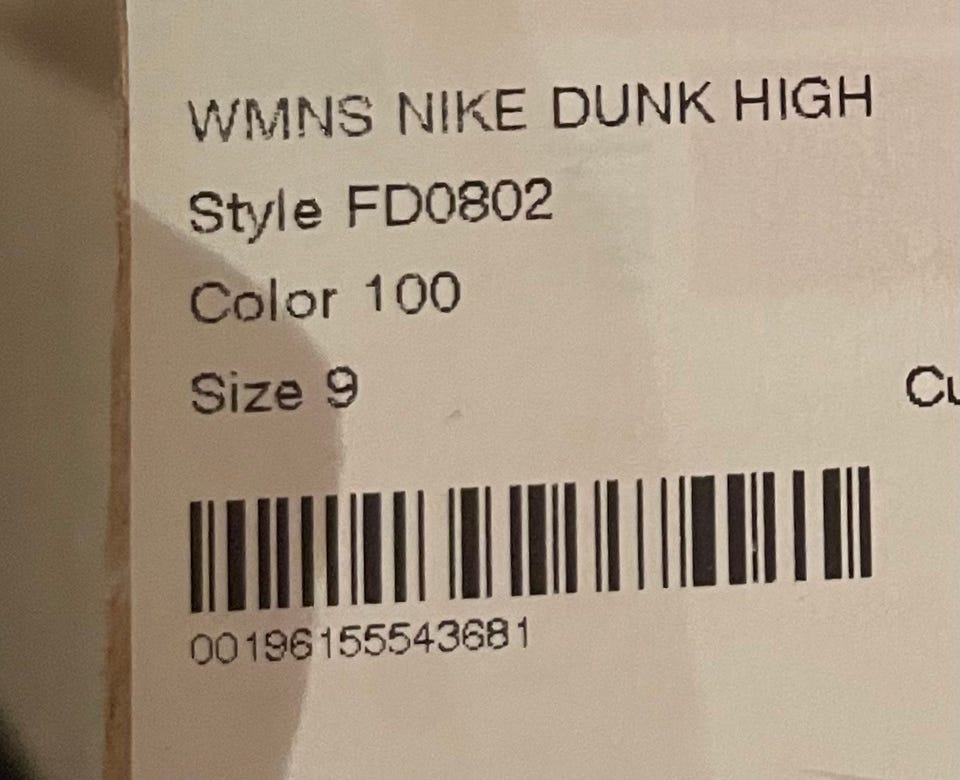 WMNS NIKE DUNK HIGH
Style FD0802
Color 100
Size 9
00196155543681